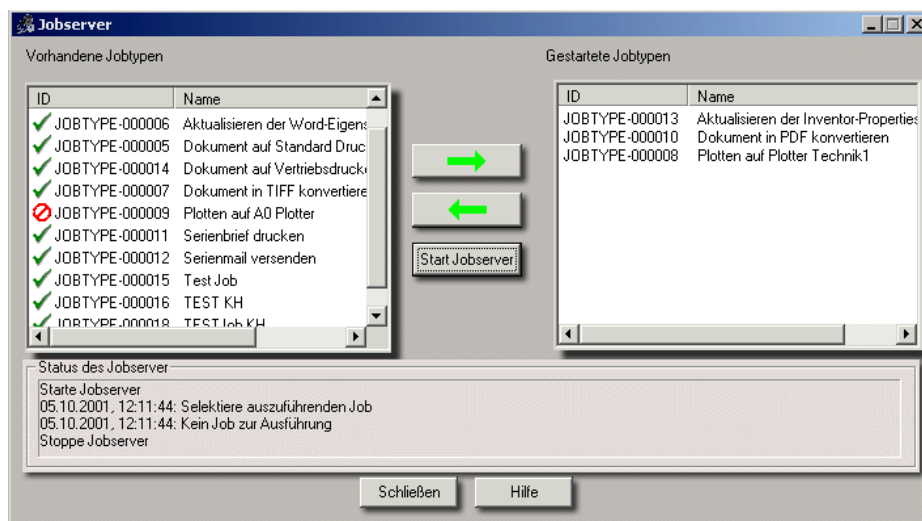 Jobserver
Vorhandene Jobtypen
ID Name
JOBTYPE-000006 Aktualisieren der Word-Eigens
JOBTYPE-000005 Dokument auf Standard Druc
JOBTYPE-000014 Dokument auf Vertriebsdrucke
JOBTYPE-000007 Dokument in TIFF konvertiere
JOBTYPE-000009 Plotten auf A0 Plotter
JOBTYPE-000011 Serienbrief drucken
JOBTYPE-000012 Serienmail versenden
JOBTYPE-000015 Test Job
JOBTYPE-000016 TEST KH
JOBTYPE-000018 TESTJob KH
Start Jobserver
Gestartete Jobtypen
ID Name
JOBTYPE-000013 Aktualisieren der Inventor-Properties
JOBTYPE-000010 Dokument in PDF konvertieren
JOBTYPE-000008 Plotten auf Plotter Technik1
Status des Jobserver
Starte Jobserver
05.10.2001, 12:11:44: Selektiere auszuführenden Job
05.10.2001, 12:11:44: Kein Job zur Ausführung
Stoppe Jobserver
Schließen
Hilfe